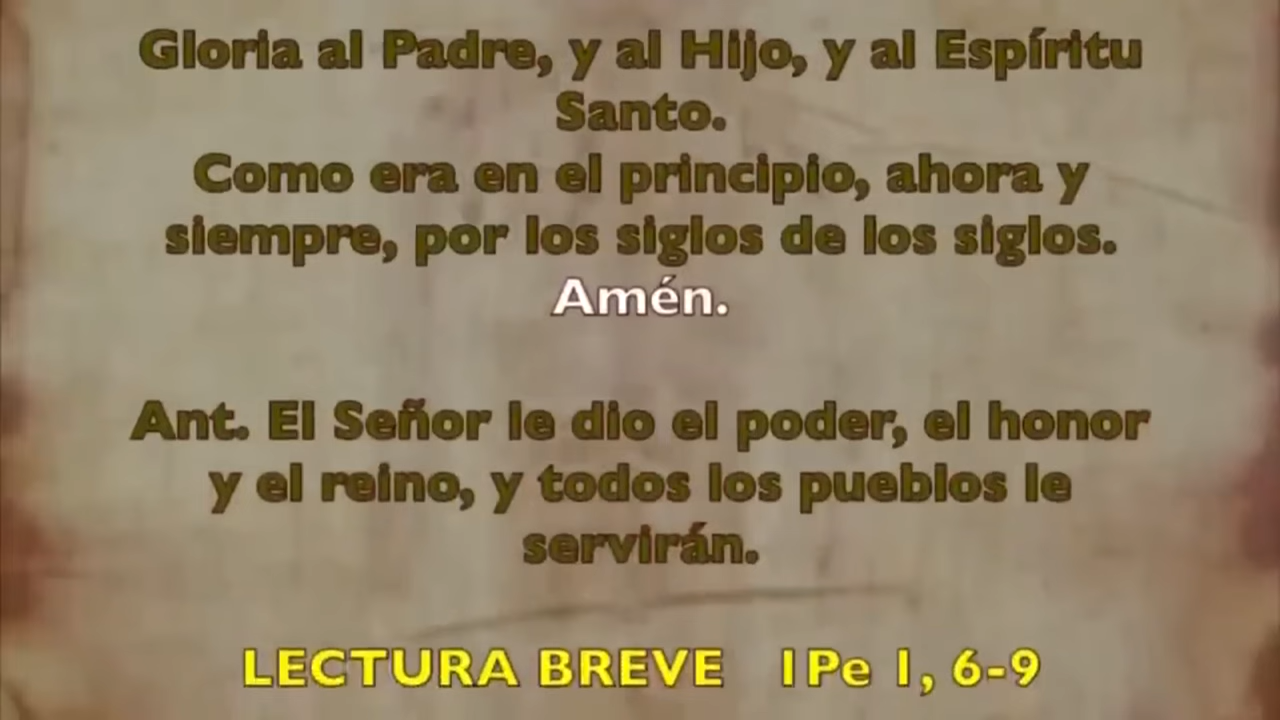 Gloria al Padre, y al Hijo, y al Espíritu
Santo.
Como era en el principio, ahora y
siempre, por los siglos de los siglos.
Amén.
Ant. El Señor le dio el poder, el honor
y el reino, y todos los pueblos le
servirán.
LECTURA BREVE 1Pe 1, 6-9